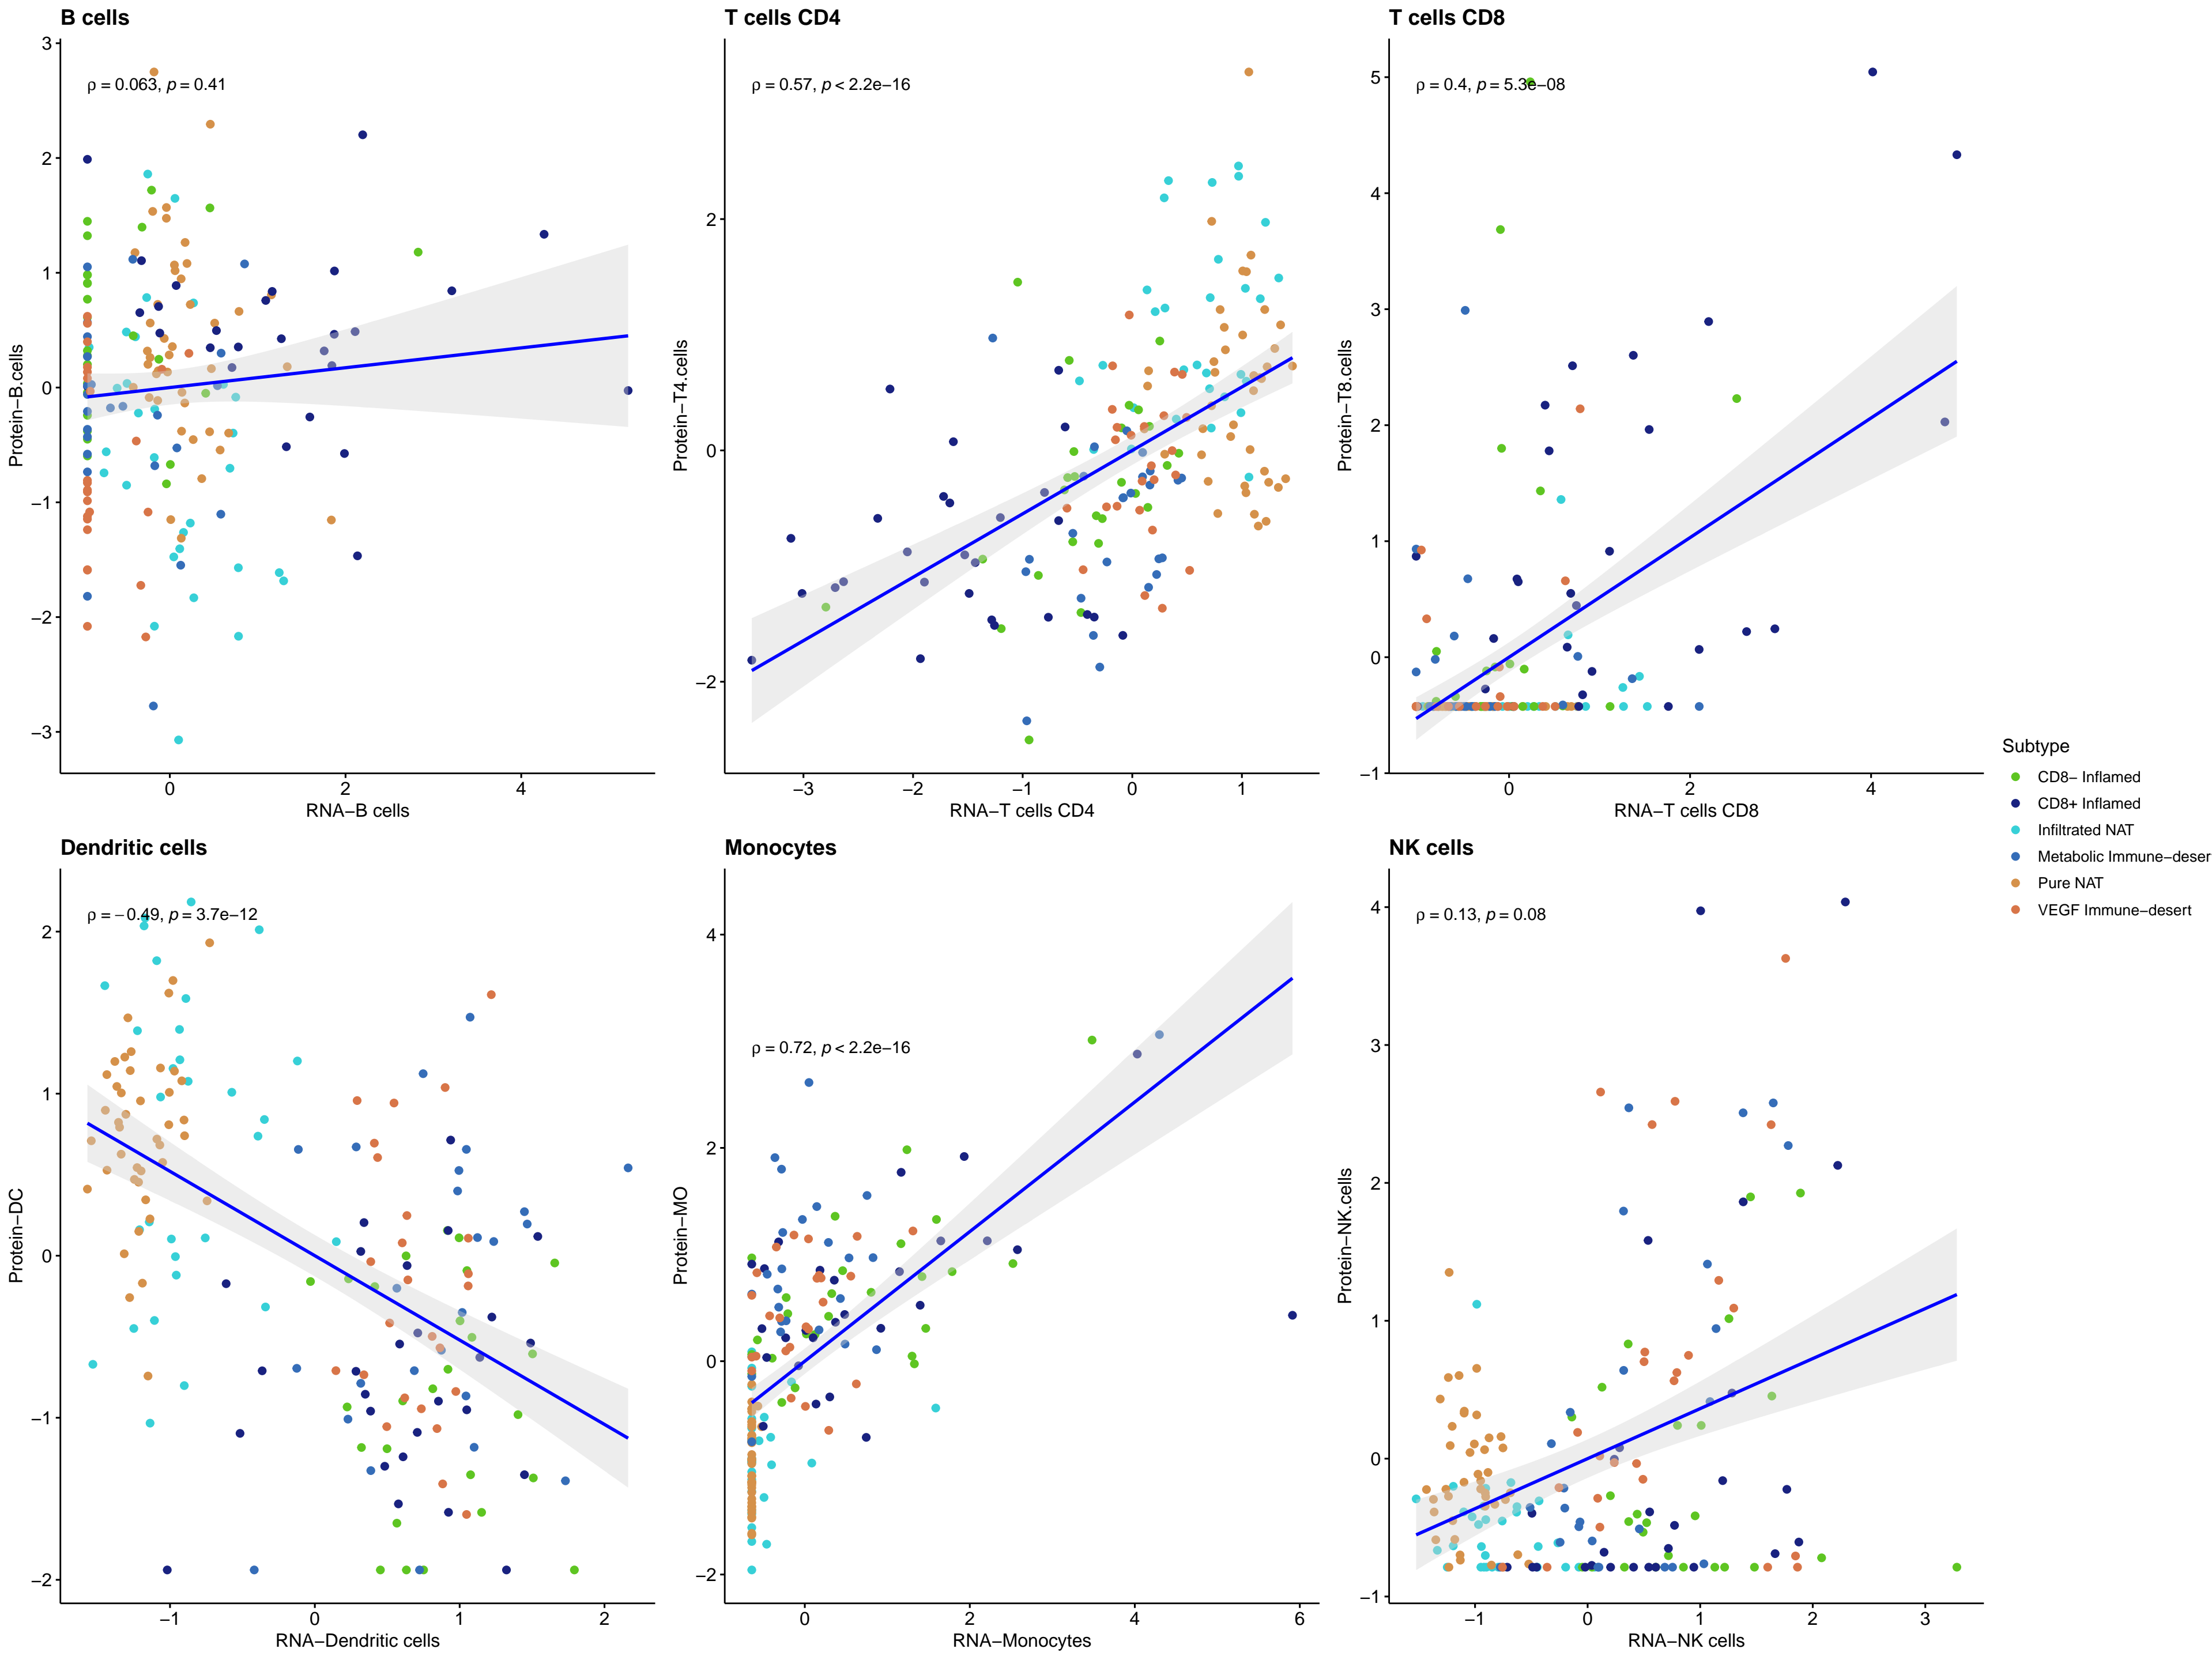 B cells
T cells CD4
T cells CD8
ρ = 0.063, p = 0.41
ρ = 0.57, p < 2.2e−16
ρ = 0.4, p = 5.3e−08
Protein−B.cells
3
2
1
0
−1
−2
−3
0
2
4
RNA−B cells
Protein−T4.cells
2
0
−2
−3
−2
−1
0
1
RNA−T cells CD4
Protein−T8.cells
5
4
3
2
1
0
−1
0
2
4
RNA−T cells CD8
Subtype
CD8− Inflamed
CD8+ Inflamed
Infiltrated NAT
Metabolic Immune−deser
Pure NAT
VEGF Immune−desert
Dendritic cells
Monocytes
NK cells
ρ = −0.49, p = 3.7e−12
ρ = 0.72, p < 2.2e−16
ρ = 0.13, p = 0.08
Protein−DC
2
1
0
−1
−2
−1
0
1
2
RNA−Dendritic cells
Protein−MO
4
2
0
−2
0
2
4
6
RNA−Monocytes
Protein−NK.cells
4
3
2
1
0
−1
−1
0
1
2
3
RNA−NK cells